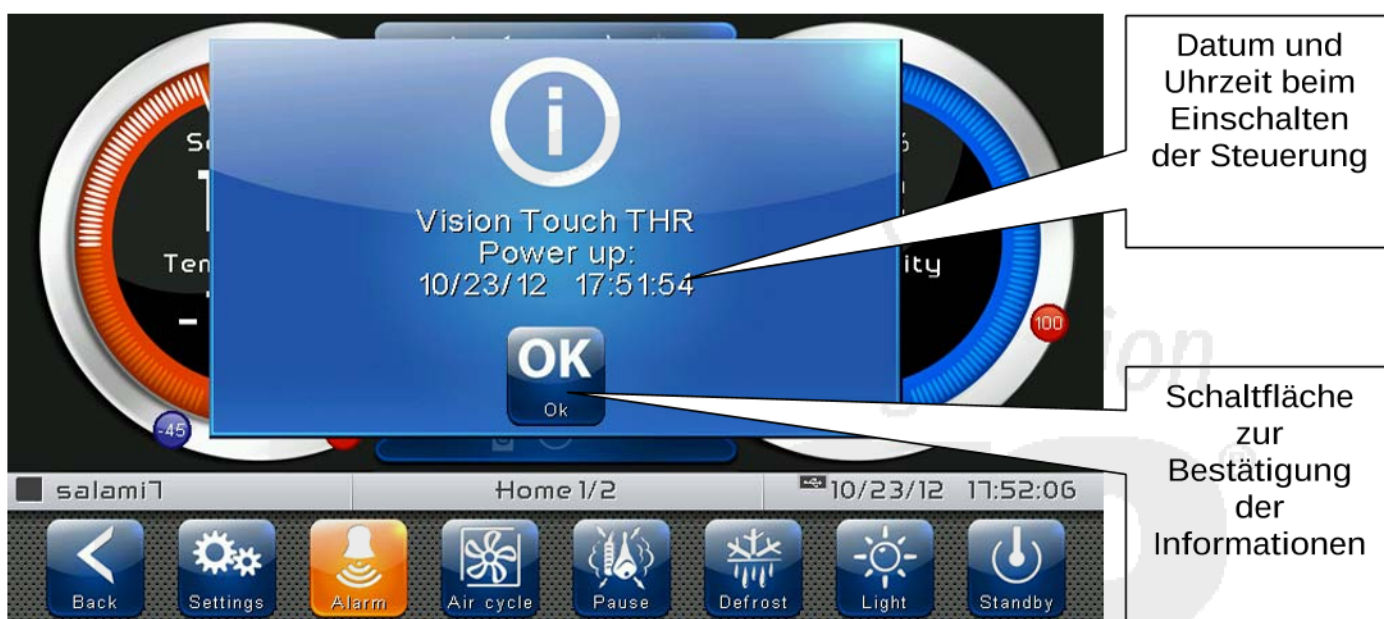 Datum und
Uhrzeit beim
Einschalten
der Steuerung
Vision Touch THR
Power up:
10/23/12 17:51:54
ity
100
OK
Ok
-45
Schaltfläche
zur
Bestätigung
der
Informationen
salami7
Home 1/2
10/23/12 17:52:06
Back
Settings
Alarm
Air cycle
Pause
Defrost
Light
Standby